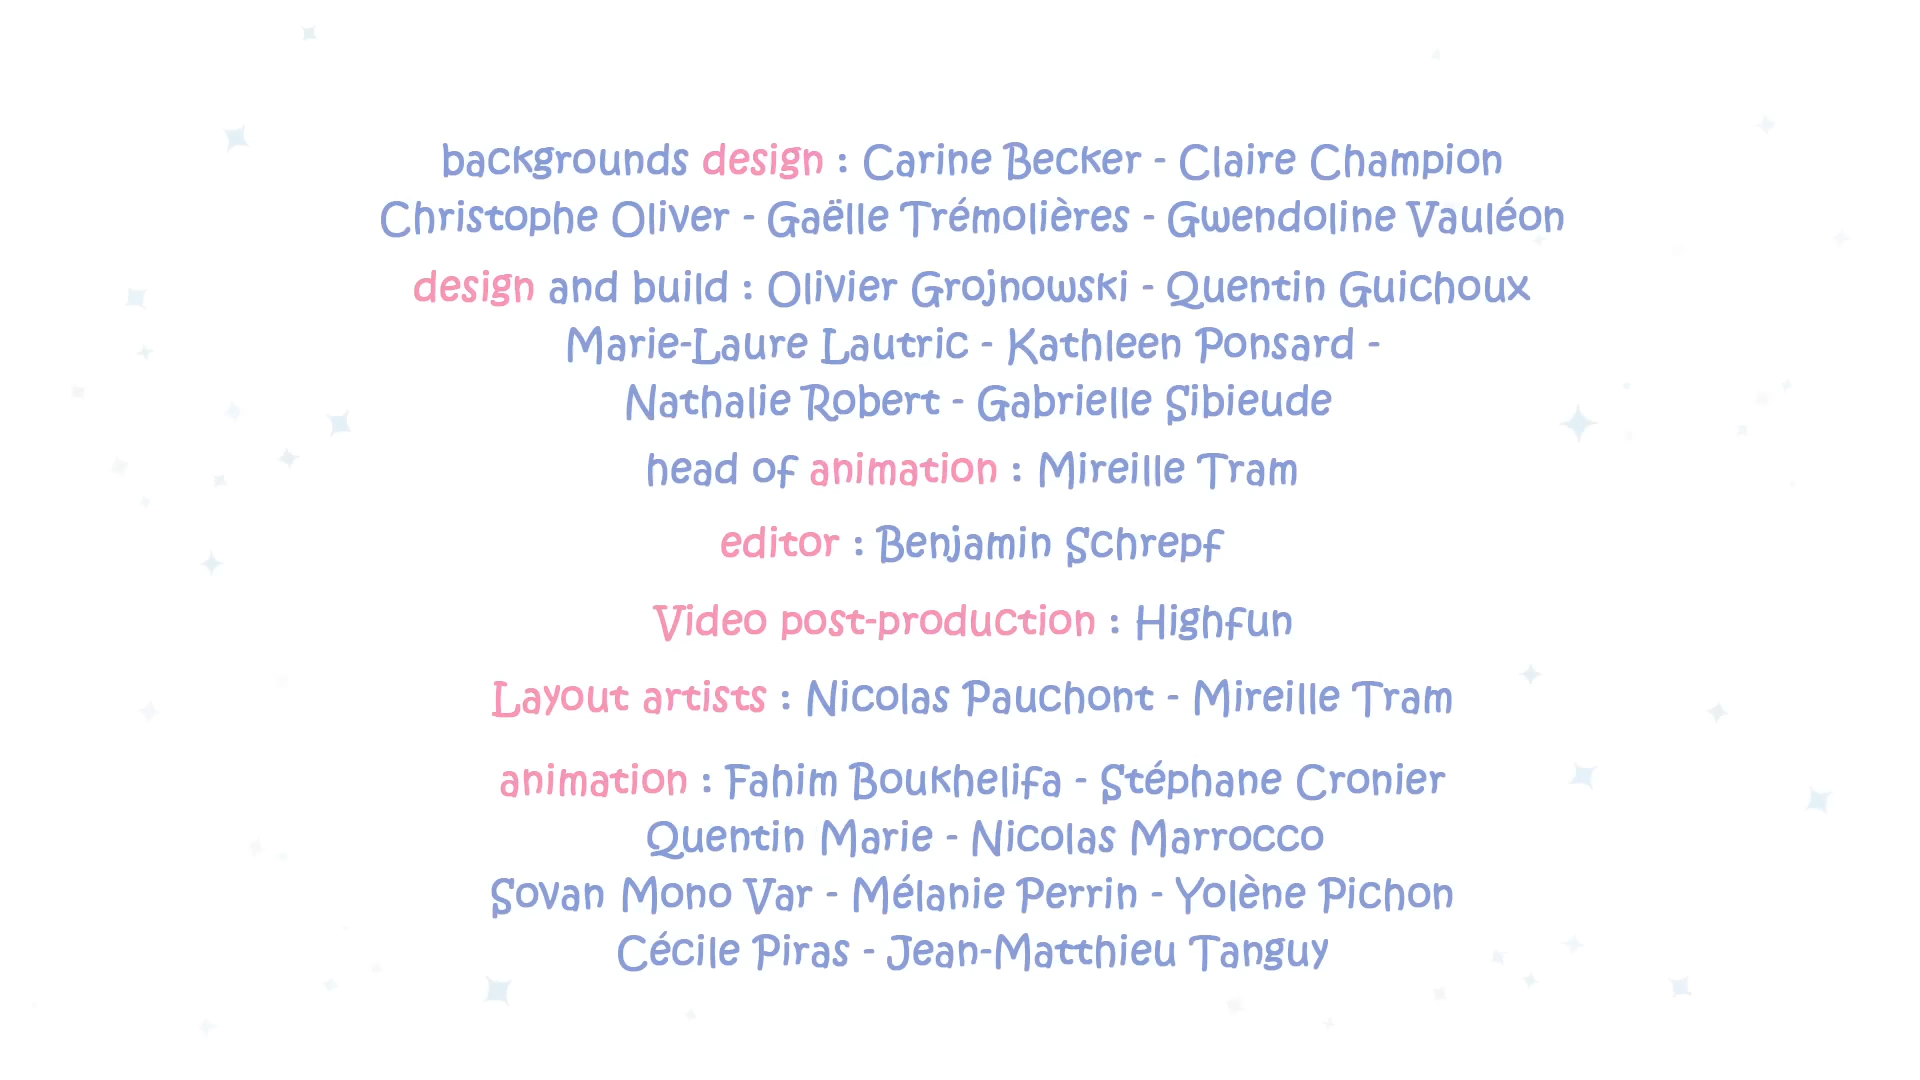 backgrounds design : Carine Becker - Claire Champion
Christophe Oliver - Gaëlle Trémolières - Gwendoline Vauléon
design and build : Olivier Grojnowski - Quentin Guichoux
Marie-Laure Lautric - Kathleen Ponsard -
Nathalie Robert - Gabrielle Sibieude
head of animation : Mireille Tram
editor : Benjamin Schrepf
Video post-production : Highfun
Layout artists : Nicolas Pauchont - Mireille Tram
animation : Fahim Boukhelifa - Stéphane Cronier
Quentin Marie - Nicolas Marrocco
Sovan Mono Var - Mélanie Perrin - Yolène Pichon
Cécile Piras - Jean-Matthieu Tanguy